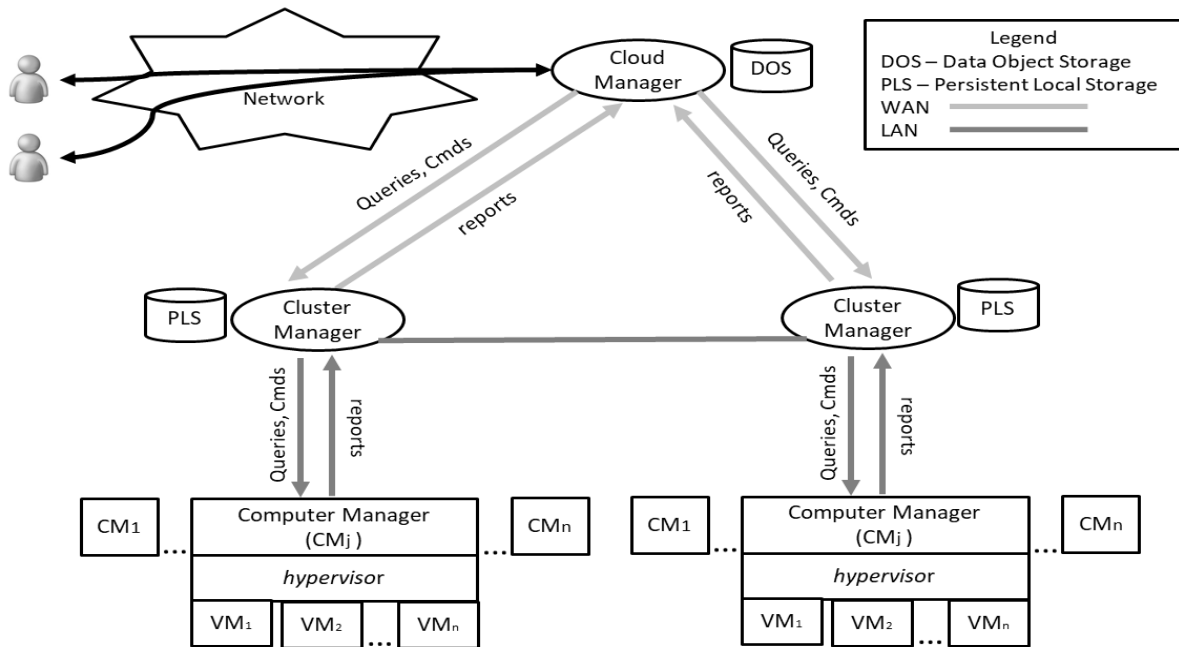 Cloud
Manager
DOS
Legend
DOS – Data Object Storage
PLS – Persistent Local Storage
WAN
LAN
Network
Queries, Cmds
reports
reports
Queries, Cmds
PLS
Cluster
Manager
Cluster
Manager
PLS
Queries, Cmds
reports
Queries, Cmds
reports
CM1
...
Computer Manager
(CMj )
...
CMn
hypervisor
VM1
VM2
...
VMn
CM1
...
Computer Manager
(CMj )
...
CMn
hypervisor
VM1
VM2
...
VMn